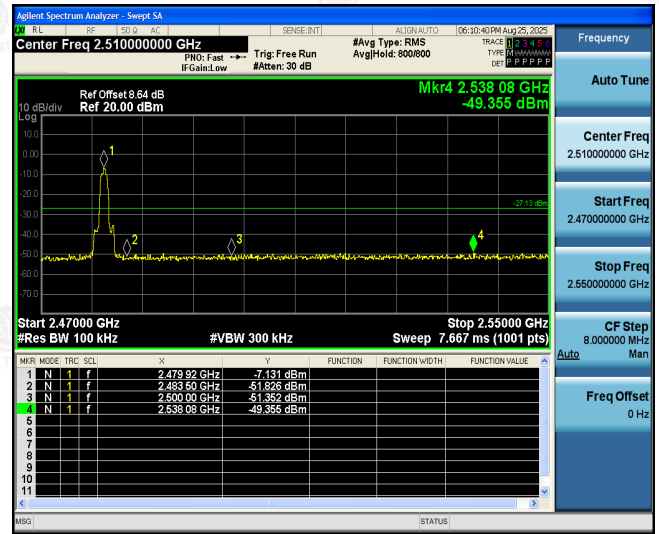 Agilent Spectrum Analyzer - Swept SA
RL RF 50 Ω AC SENSE:INT ALIGN AUTO 06:10:40 PM Aug 25, 2025
Center Freq 2.510000000 GHz
PNO: Fast
IFGain:Low
Trig: Free Run
#Atten: 30 dB
#Avg Type: RMS
Avg|Hold: 800/800
TRACE 1 2 3 4 5 6
TYPE M
DET P P P P P P
Mkr4 2.538 08 GHz
-49.355 dBm
Ref Offset 8.64 dB
10 dB/div Ref 20.00 dBm
Log
10.0
0.00
-10.0
-20.0
-30.0
-40.0
-50.0
-60.0
-70.0
1
2
3
4
-27.13 dBm
Start 2.47000 GHz Stop 2.55000 GHz
#Res BW 100 kHz #VBW 300 kHz Sweep 7.667 ms (1001 pts)
MKR MODE TRC SCL X Y FUNCTION FUNCTION WIDTH FUNCTION VALUE
1 N 1 f 2.479 92 GHz -7.131 dBm
2 N 1 f 2.483 50 GHz -51.826 dBm
3 N 1 f 2.500 00 GHz -51.352 dBm
4 N 1 f 2.538 08 GHz -49.355 dBm
5
6
7
8
9
10
11
MSG STATUS
Frequency
Auto Tune
Center Freq
2.510000000 GHz
Start Freq
2.470000000 GHz
Stop Freq
2.550000000 GHz
CF Step
8.000000 MHz
Auto Man
Freq Offset
0 Hz